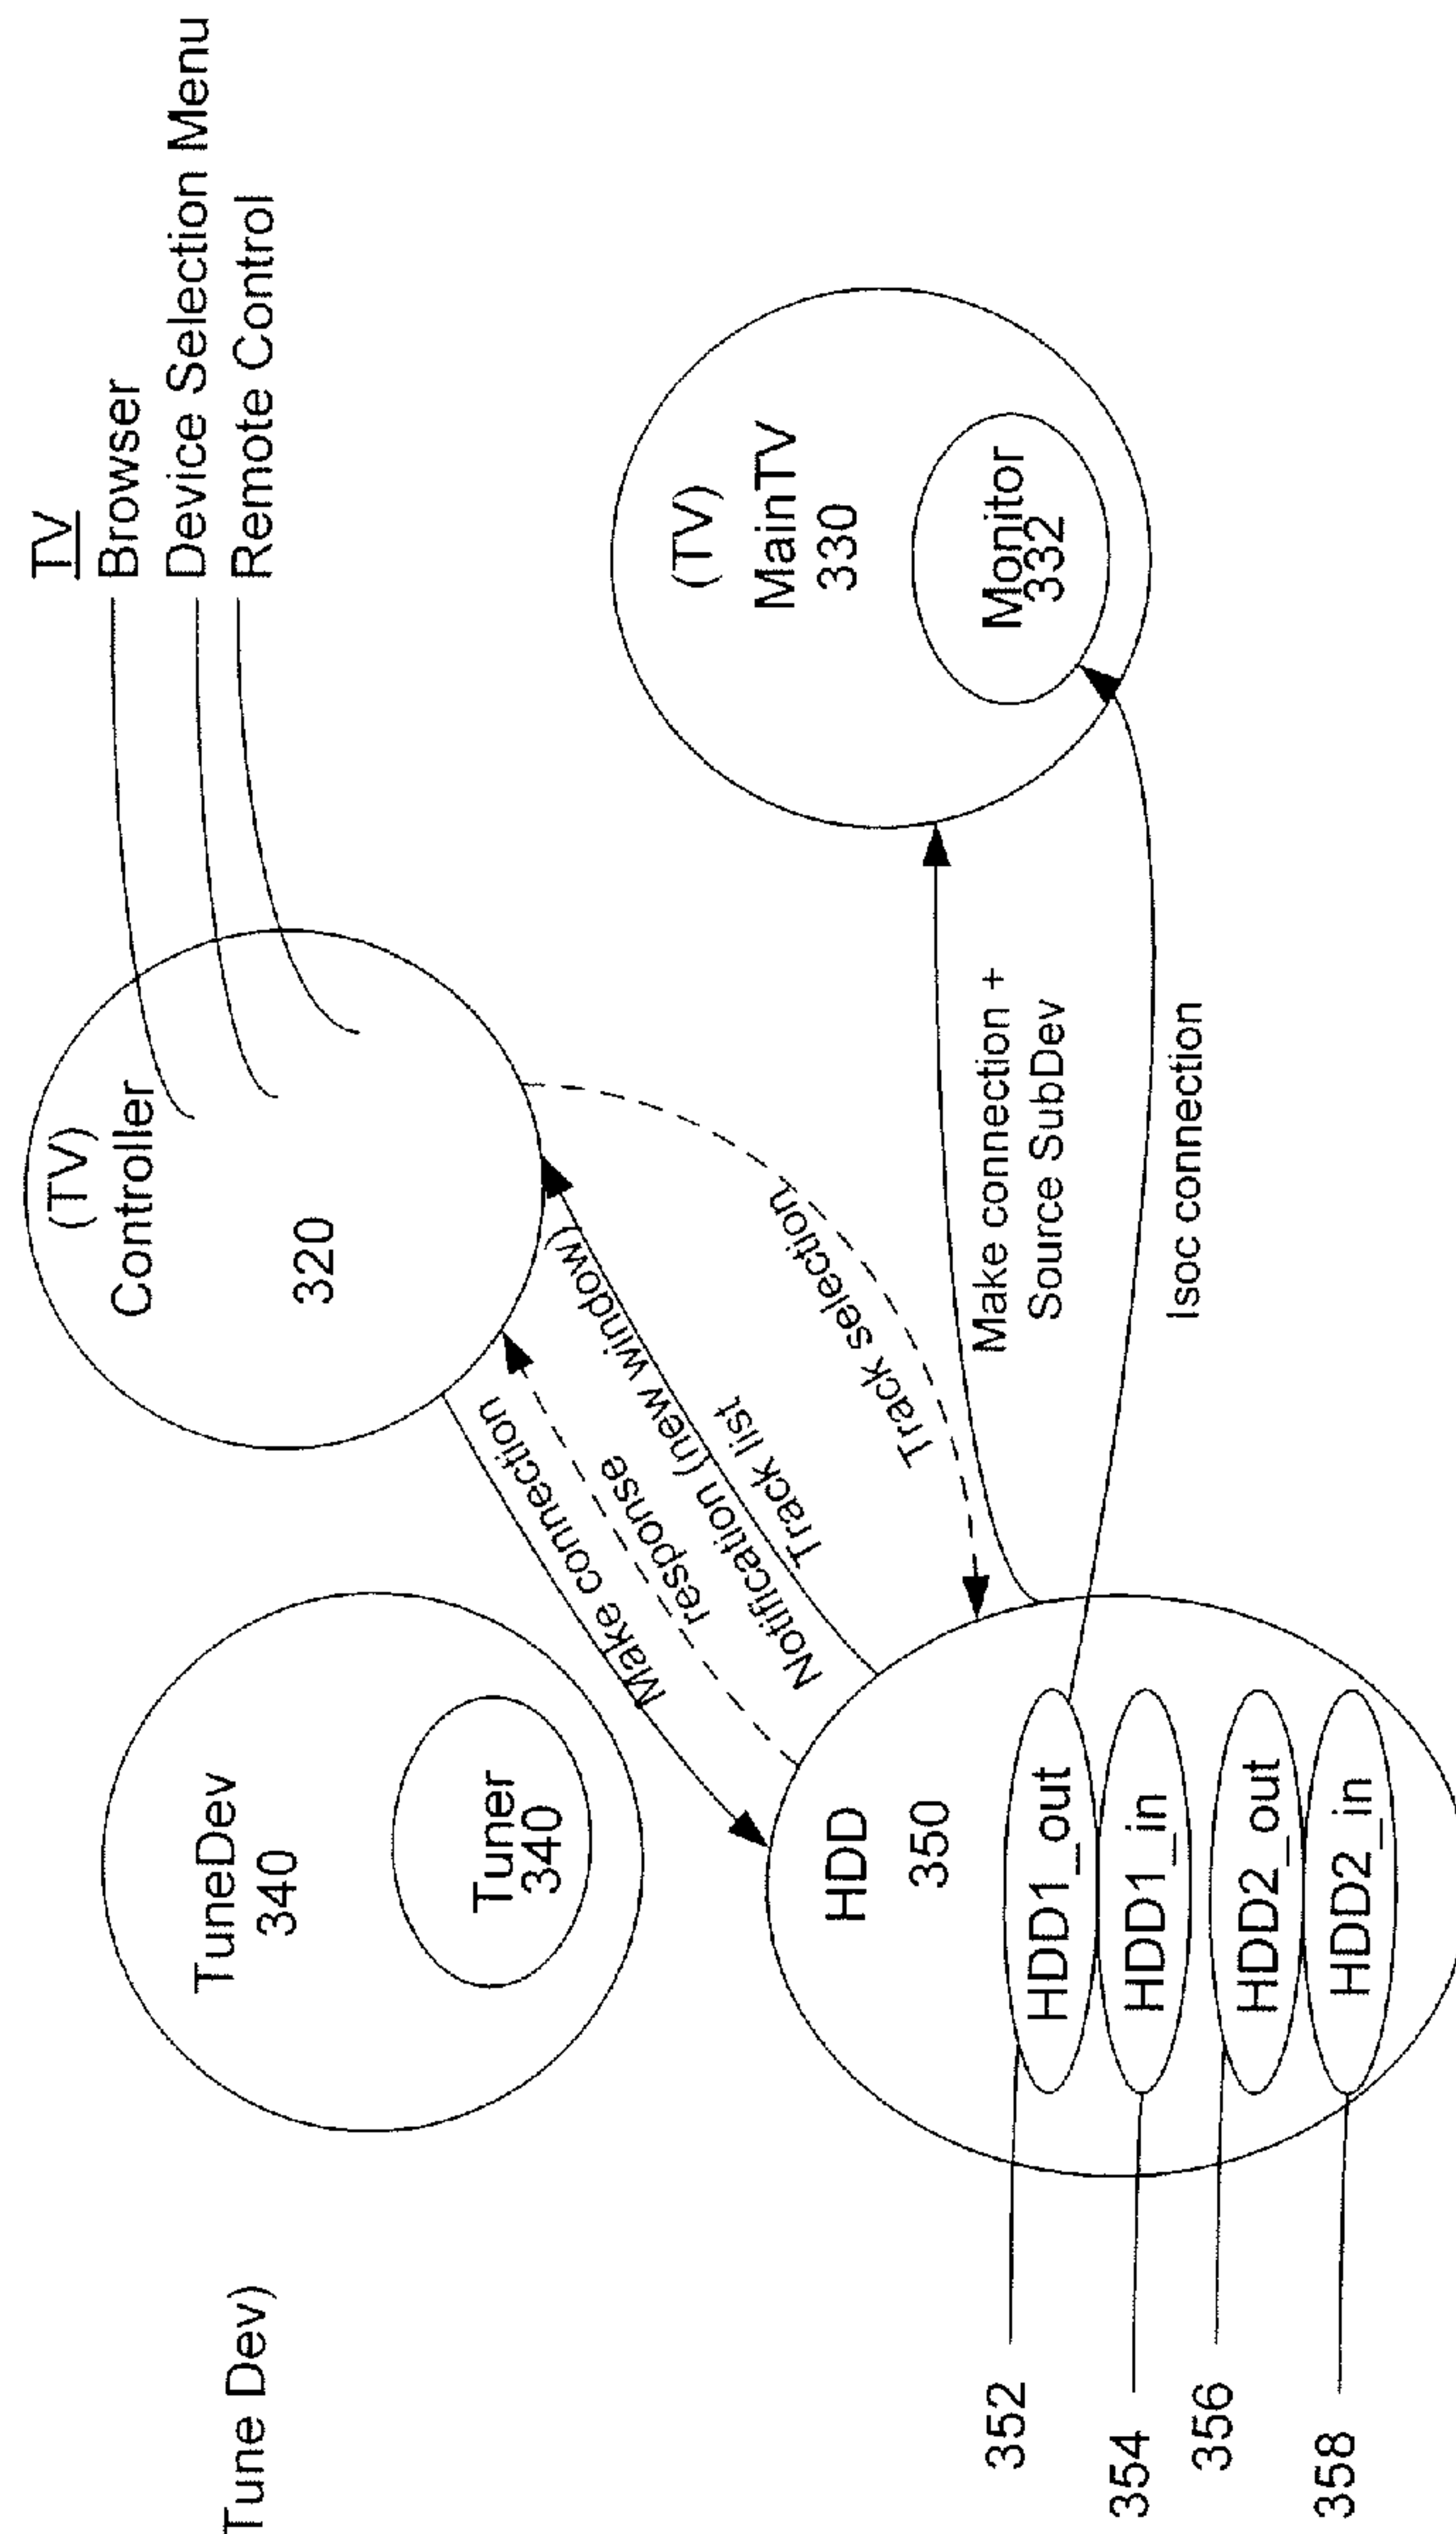 TV
Browser
Device Selection Menu
Remote Control
(TV)
Controller
320
Tune Dev)
TuneDev
340
Tuner
340
Make connection
response
Notification (new window)
Track list
Track selection
(TV)
MainTV
330
Monitor
332
Make connection +
Source SubDev
Isoc connection
HDD
350
HDD1_out
HDD1_in
HDD2_out
HDD2_in
352
354
356
358